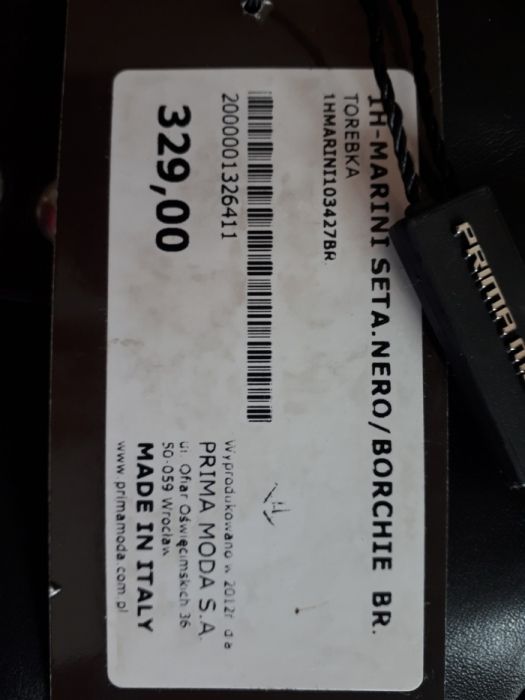 1H-MARINI SETA.NERO/BORCHIE BR.
TOREBKA
1HMARINI103427BR
2000001326411
329,00
Wyprodukowano w 2012r dla
PRIMA MODA S.A.
ul. Ofiar Oświęcimskich 36
50-059 Wrocław
MADE IN ITALY
www.primamoda.com.pl
PRIMA M